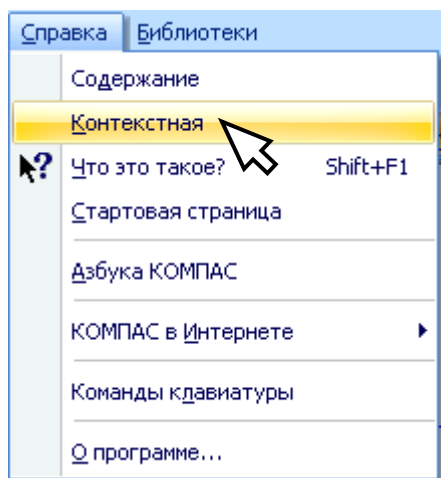 Справка Библиотеки
Содержание
Контекстная
Что это такое? Shift+F1
Стартовая страница
Азбука КОМПАС
КОМПАС в Интернете
Команды клавиатуры
О программе...